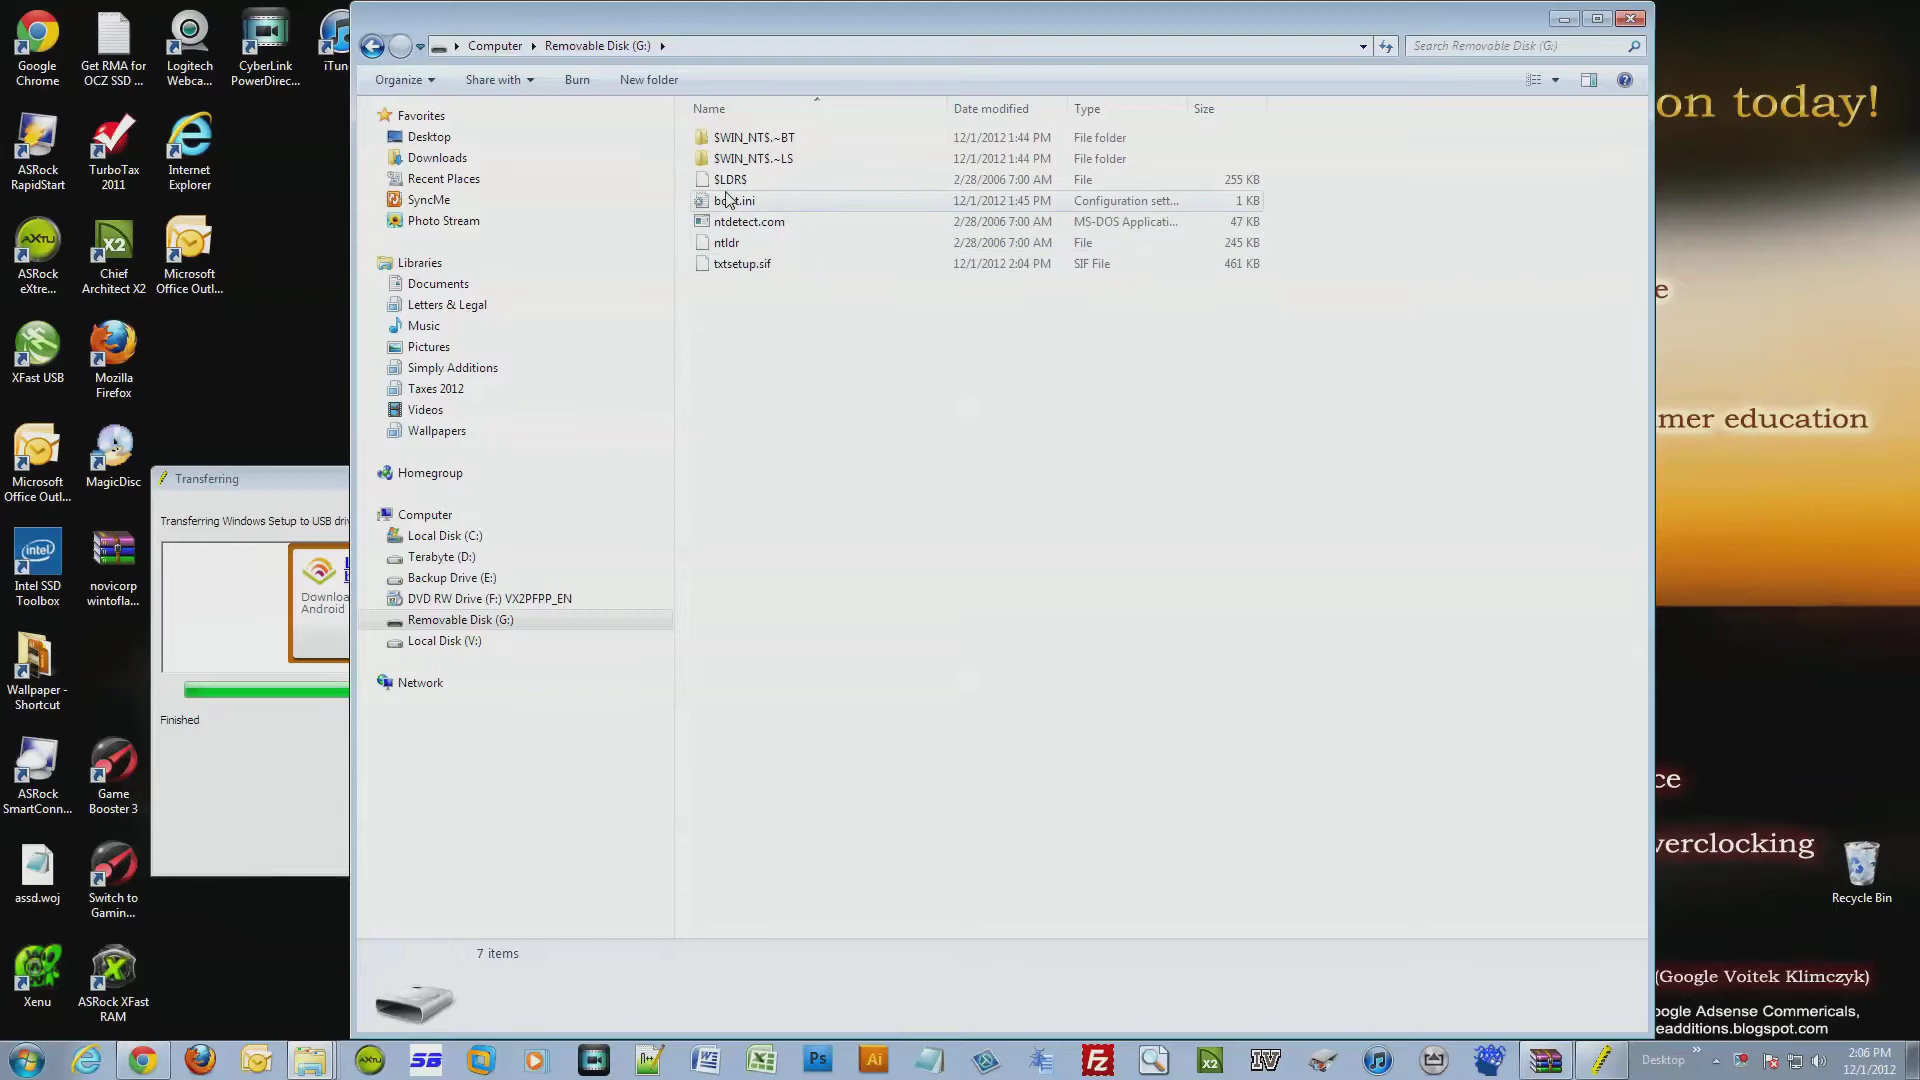 Google Chrome
Get RMA for OCZ SSD ...
Logitech Webca...
CyberLink PowerDirec...
iTun
ASRock RapidStart
TurboTax 2011
Internet Explorer
ASRock eXtre...
Chief Architect X2
Microsoft Office Outl...
XFast USB
Mozilla Firefox
Microsoft Office Outl...
MagicDisc
Intel SSD Toolbox
novicorp wintofla...
Wallpaper - Shortcut
ASRock SmartConn...
Game Booster 3
assd.woj
Switch to Gamin...
Xenu
ASRock XFast RAM
Transferring
Transferring Windows Setup to USB driv
Downloa
Android
Finished
Computer
Removable Disk (G:)
Search Removable Disk (G:)
Organize
Share with
Burn
New folder
Favorites
Desktop
Downloads
Recent Places
SyncMe
Photo Stream
Libraries
Documents
Letters & Legal
Music
Pictures
Simply Additions
Taxes 2012
Videos
Wallpapers
Homegroup
Computer
Local Disk (C:)
Terabyte (D:)
Backup Drive (E:)
DVD RW Drive (F:) VX2PFPP_EN
Removable Disk (G:)
Local Disk (V:)
Network
Name Date modified Type Size
$WIN_NT$.~BT 12/1/2012 1:44 PM File folder
$WIN_NT$.~LS 12/1/2012 1:44 PM File folder
$LDR$ 2/28/2006 7:00 AM File 255 KB
boot.ini 12/1/2012 1:45 PM Configuration sett... 1 KB
ntdetect.com 2/28/2006 7:00 AM MS-DOS Applicati... 47 KB
ntldr 2/28/2006 7:00 AM File 245 KB
txtsetup.sif 12/1/2012 2:04 PM SIF File 461 KB
7 items
on today!
e
mer education
ce
verclocking
Recycle Bin
(Google Voitek Klimczyk)
oogle Adsense Commericals,
eadditions.blogspot.com
Desktop
2:06 PM
12/1/2012